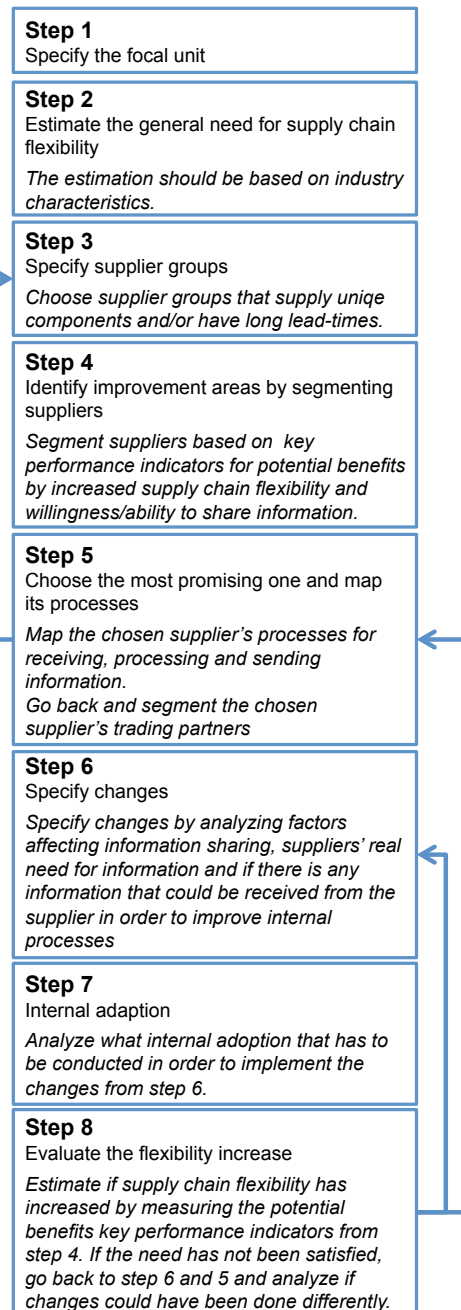 Step 1
Specify the focal unit
Step 2
Estimate the general need for supply chain
flexibility
The estimation should be based on industry
characteristics.
Step 3
Specify supplier groups
Choose supplier groups that supply uniqe
components and/or have long lead-times.
Step 4
Identify improvement areas by segmenting
suppliers
Segment suppliers based on key
performance indicators for potential benefits
by increased supply chain flexibility and
willingness/ability to share information.
Step 5
Choose the most promising one and map
its processes
Map the chosen supplier's processes for
receiving, processing and sending
information.
Go back and segment the chosen
supplier's trading partners
Step 6
Specify changes
Specify changes by analyzing factors
affecting information sharing, suppliers' real
need for information and if there is any
information that could be received from the
supplier in order to improve internal
processes
Step 7
Internal adaption
Analyze what internal adoption that has to
be conducted in order to implement the
changes from step 6.
Step 8
Evaluate the flexibility increase
Estimate if supply chain flexibility has
increased by measuring the potential
benefits key performance indicators from
step 4. If the need has not been satisfied,
go back to step 6 and 5 and analyze if
changes could have been done differently.